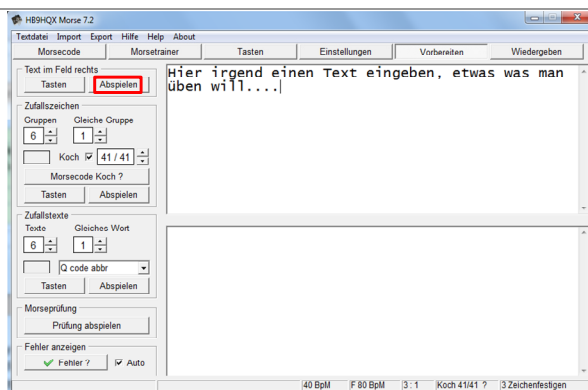 HB9HQX Morse 7.2
Textdatei Import Export Hilfe Help About
Morsecode Morsetrainer Tasten Einstellungen Vorbereiten Wiedergeben
Text im Feld rechts
Tasten Abspielen
Hier irgend einen Text eingeben, etwas was man
üben will....
Zufallszeichen
Gruppen Gleiche Gruppe
6 1
Koch 41 / 41
Morsecode Koch ?
Tasten Abspielen
Zufallstexte
Texte Gleiches Wort
6 1
Q code abbr
Tasten Abspielen
Morseprüfung
Prüfung abspielen
Fehler anzeigen
Fehler ? Auto
40 BpM F 80 BpM 3 : 1 Koch 41/41 ? 3 Zeichenfestigen